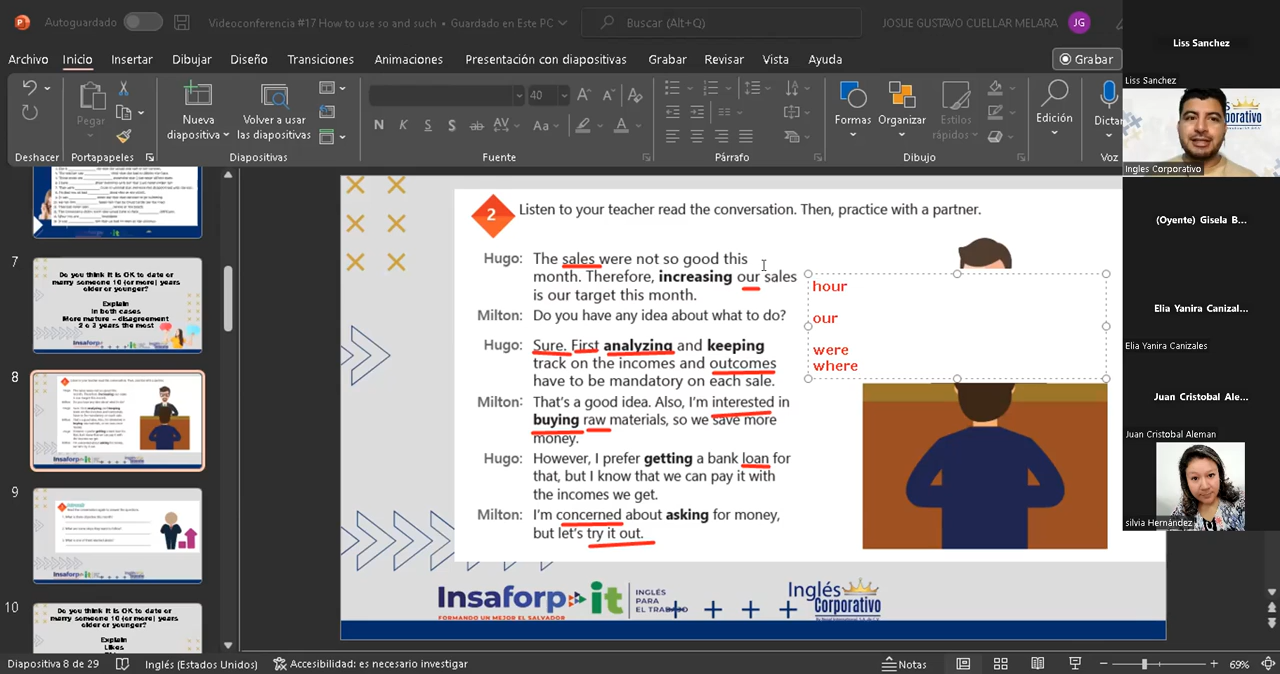 Autoguardado
Videoconferencia #17 How to use so and such • Guardado en Este PC
Buscar (Alt+Q)
JOSUE GUSTAVO CUELLAR MELARA
JG
Archivo Inicio Insertar Dibujar Diseño Transiciones Animaciones Presentación con diapositivas Grabar Revisar Vista Ayuda
Grabar
Pegar
Nueva diapositiva
Volver a usar las diapositivas
40
N K S S ab AV Aa A
Formas Organizar Estilos rápidos
Edición
Dictar
Deshacer Portapapeles Diapositivas Fuente Párrafo Dibujo Voz
7
Do you think it is OK to date or
marry someone 10 (or more) years
older or younger?
Explain
In both cases
More mature – disagreement
2 o 3 years the most
8
9
10
Do you think it is OK to date or
marry someone 10 (or more) years
older or younger?
Explain
Likes
2 Listen to your teacher read the conversation. Then, practice with a partner.
Hugo: The sales were not so good this
month. Therefore, increasing our sales
is our target this month.
Milton: Do you have any idea about what to do?
Hugo: Sure. First analyzing and keeping
track on the incomes and outcomes
have to be mandatory on each sale.
Milton: That's a good idea. Also, I'm interested in
buying raw materials, so we save more
money.
Hugo: However, I prefer getting a bank loan for
that, but I know that we can pay it with
the incomes we get.
Milton: I'm concerned about asking for money,
but let's try it out.
hour
our
were
where
Insaforp it
FORMANDO UN MEJOR EL SALVADOR
INGLÉS
PARA
EL TRABAJO
Inglés
Corporativo
Liss Sanchez
Liss Sanchez
Inglés Corporativo
(Oyente) Gisela B...
Elia Yanira Canizal...
Elia Yanira Canizales
Juan Cristobal Ale...
Juan Cristobal Aleman
silvia Hernández
Diapositiva 8 de 29
Inglés (Estados Unidos)
Accesibilidad: es necesario investigar
Notas
69%